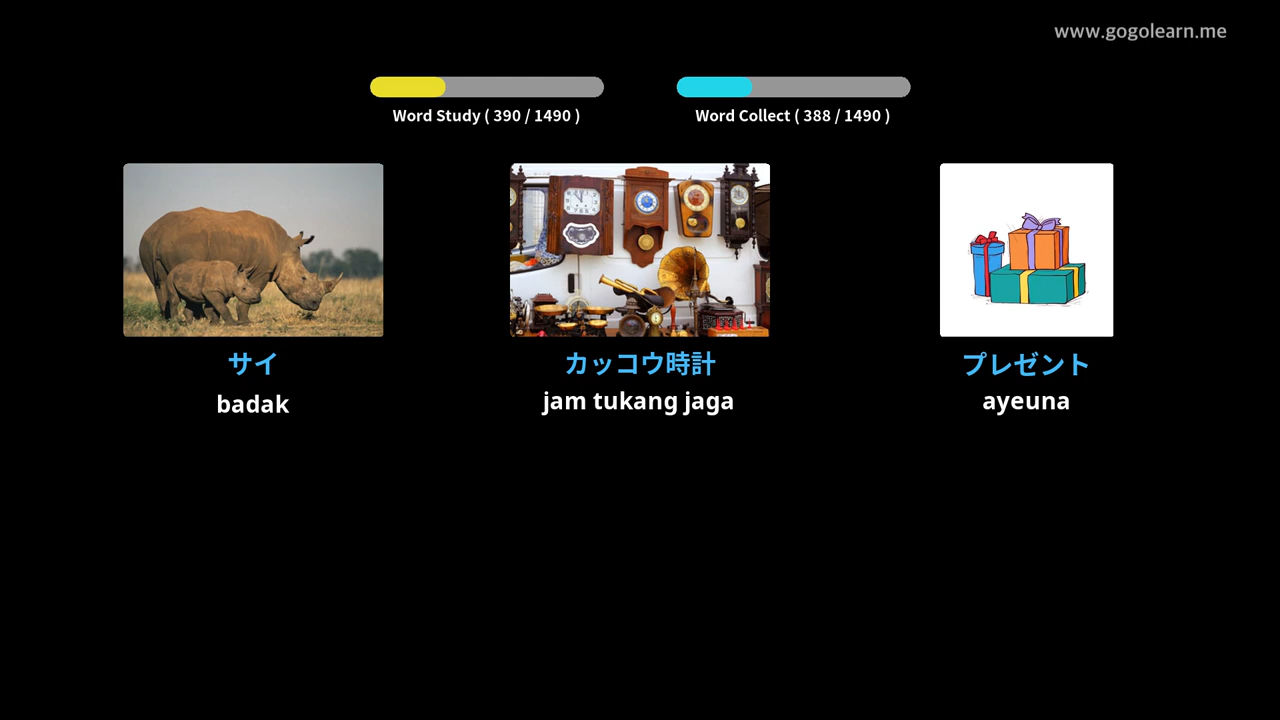 www.gogolearn.me
Word Study ( 390 / 1490 )
Word Collect ( 388 / 1490 )
サイ
カッコウ時計
プレゼント
badak
jam tukang jaga
ayeuna